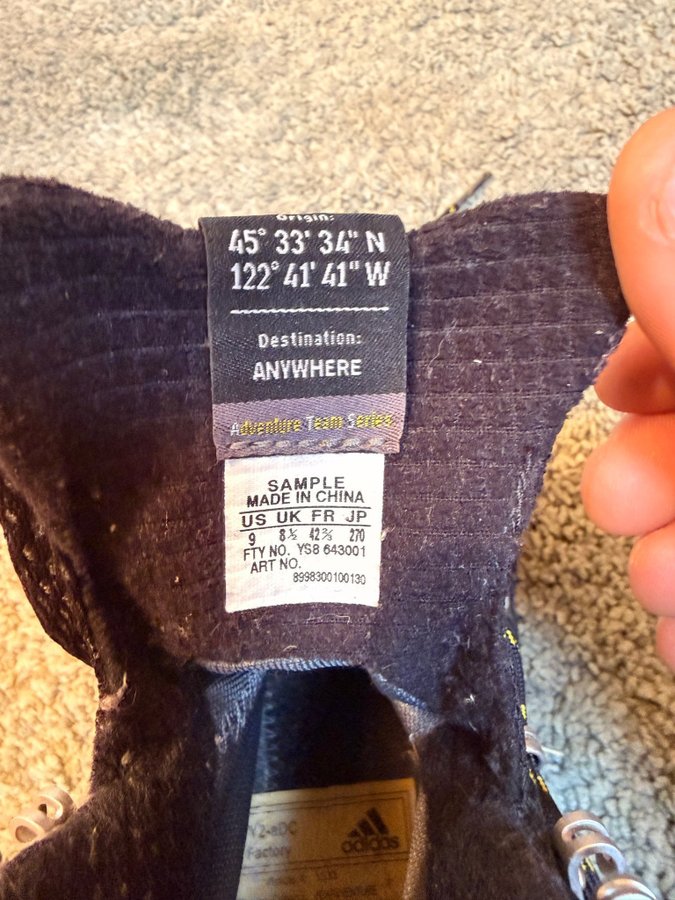 Origin:
45° 33' 34" N
122° 41' 41" W
Destination:
ANYWHERE
Adventure Team Series
SAMPLE
MADE IN CHINA
US UK FR JP
9 8½ 42⅔ 270
FTY NO. YS8 643001
ART NO.
8998300100130
Factory
adidas